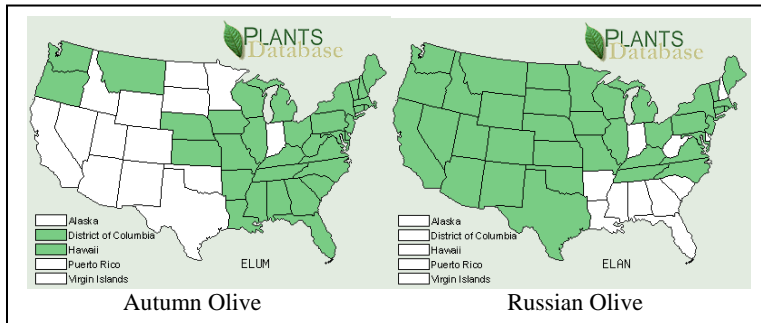 PLANTS
Database
Alaska
District of Columbia
Hawaii
Puerto Rico
Virgin Islands
ELUM
Autumn Olive
PLANTS
Database
Alaska
District of Columbia
Hawaii
Puerto Rico
Virgin Islands
ELAN
Russian Olive